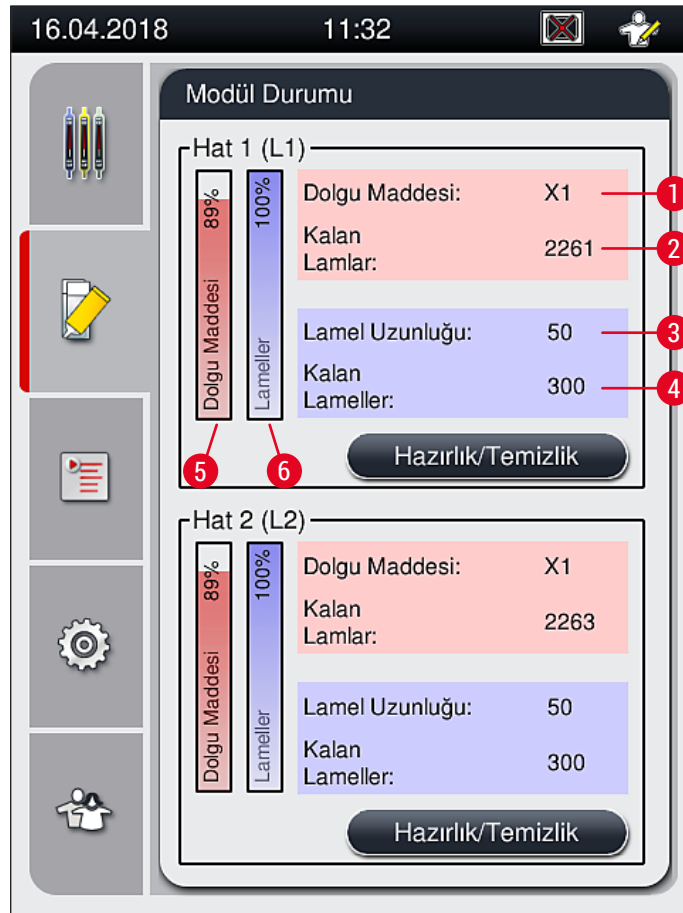 16.04.2018 11:32
Modül Durumu
Hat 1 (L1)
89%
Dolgu Maddesi
100%
Lameller
Dolgu Maddesi: X1
1
Kalan
Lamlar: 2261
2
Lamel Uzunluğu: 50
3
Kalan
Lameller: 300
4
5
6
Hazırlık/Temizlik
Hat 2 (L2)
89%
Dolgu Maddesi
100%
Lameller
Dolgu Maddesi: X1
Kalan
Lamlar: 2263
Lamel Uzunluğu: 50
Kalan
Lameller: 300
Hazırlık/Temizlik